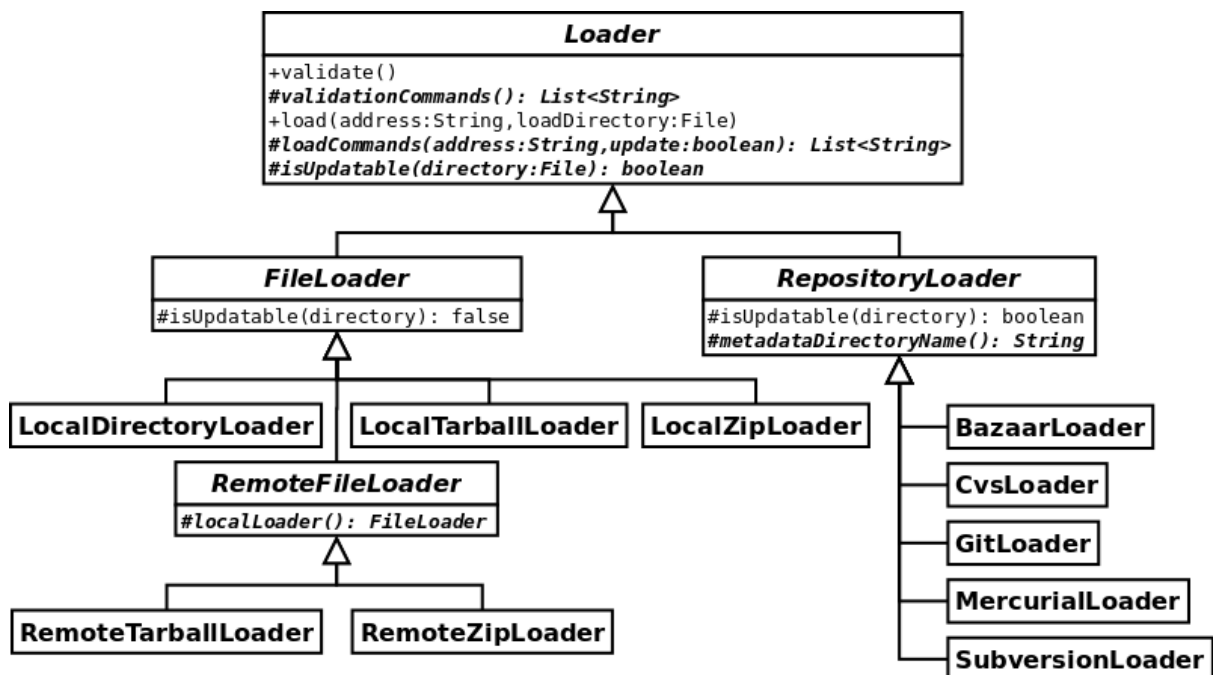 Loader
+validate()
#validationCommands(): List<String>
+load(address:String,loadDirectory:File)
#loadCommands(address:String,update:boolean): List<String>
#isUpdatable(directory:File): boolean
FileLoader
#isUpdatable(directory): false
RepositoryLoader
#isUpdatable(directory): boolean
#metadataDirectoryName(): String
LocalDirectoryLoader
LocalTarballLoader
LocalZipLoader
RemoteFileLoader
#localLoader(): FileLoader
RemoteTarballLoader
RemoteZipLoader
BazaarLoader
CvsLoader
GitLoader
MercurialLoader
SubversionLoader